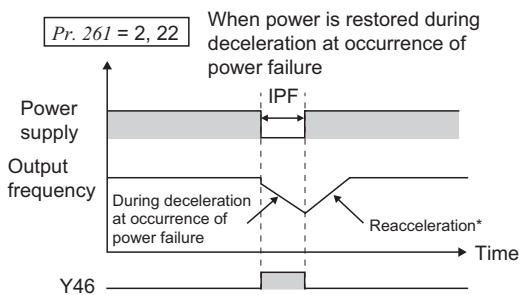 Pr. 261 = 2, 22
When power is restored during
deceleration at occurrence of
power failure
IPF
Power
supply
Output
frequency
During deceleration
at occurrence of
power failure
Reacceleration*
Time
Y46